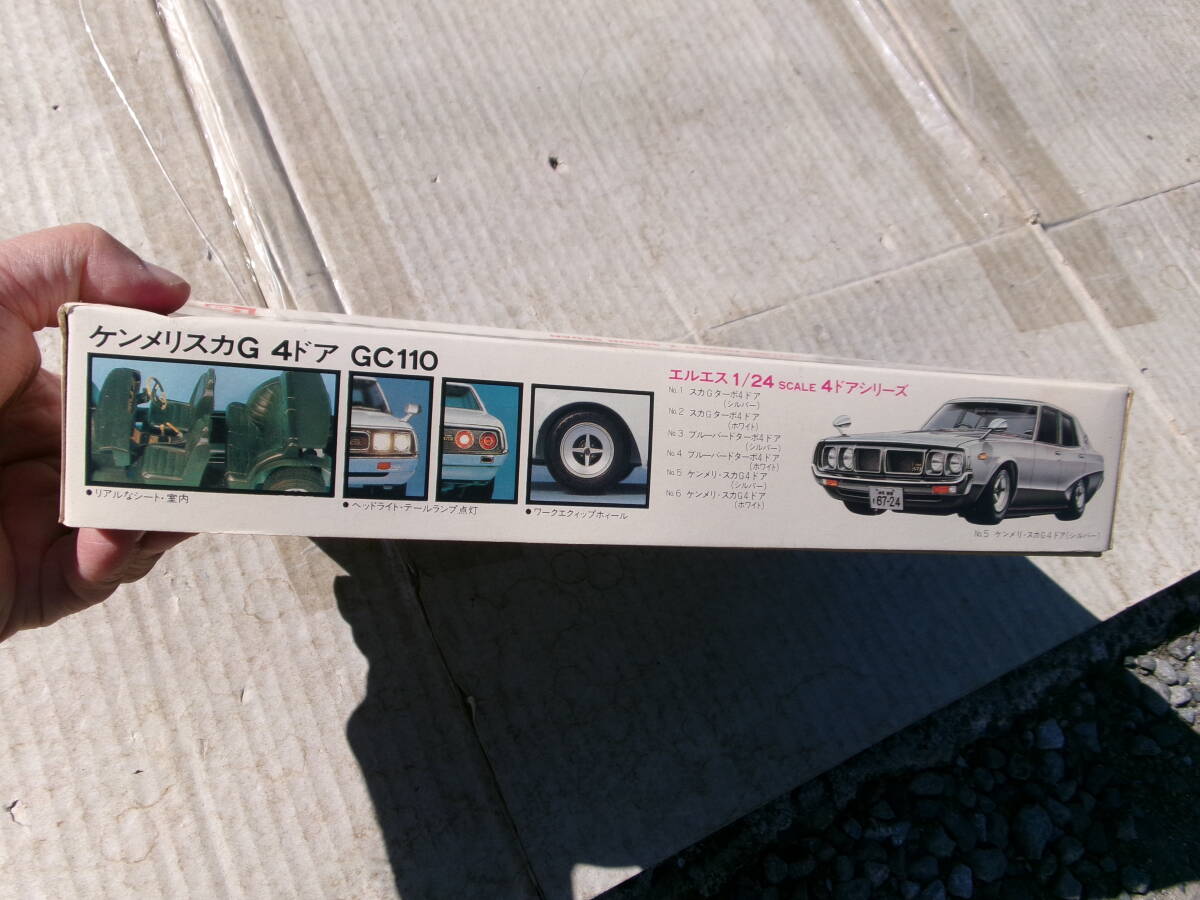 ケンメリスカG 4ドア GC110
●リアルなシート・室内
●ヘッドライト・テールランプ点灯
●ワークエクィップホィール
エルエス1/24 SCALE 4ドアシリーズ
No.1 スカGターボ4ドア
(シルバー)
No.2 スカGターボ4ドア
(ホワイト)
No.3 ブルーバードターボ4ドア
(シルバー)
No.4 ブルーバードターボ4ドア
(ホワイト)
No.5 ケンメリ・スカG4ドア
(シルバー)
No.6 ケンメリ・スカG4ドア
(ホワイト)
67-24
No.5 ケンメリ・スカG4ドア(シルバー)